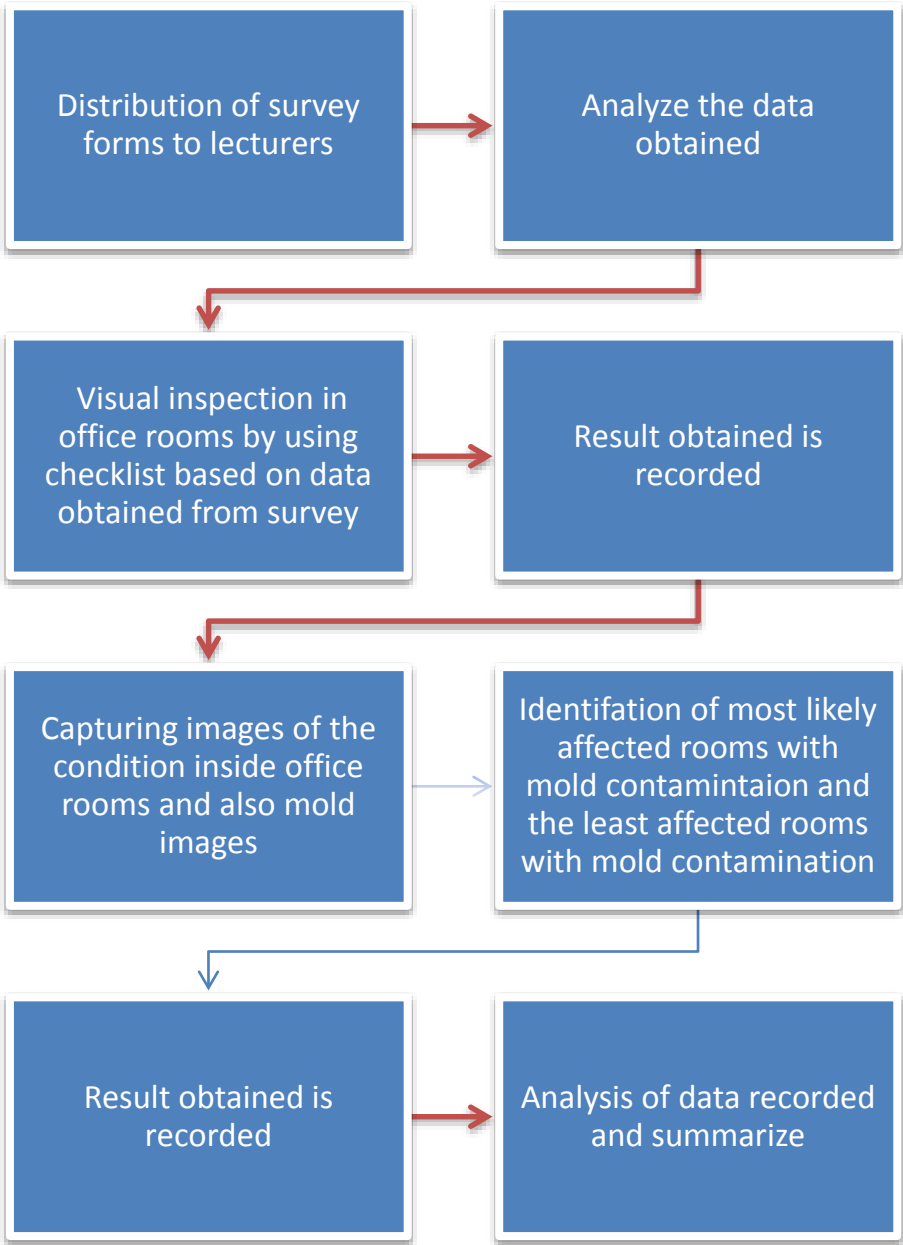 Distribution of survey
forms to lecturers
Analyze the data
obtained
Visual inspection in
office rooms by using
checklist based on data
obtained from survey
Result obtained is
recorded
Capturing images of the
condition inside office
rooms and also mold
images
Identifation of most likely
affected rooms with
mold contamintaion and
the least affected rooms
with mold contamination
Result obtained is
recorded
Analysis of data recorded
and summarize